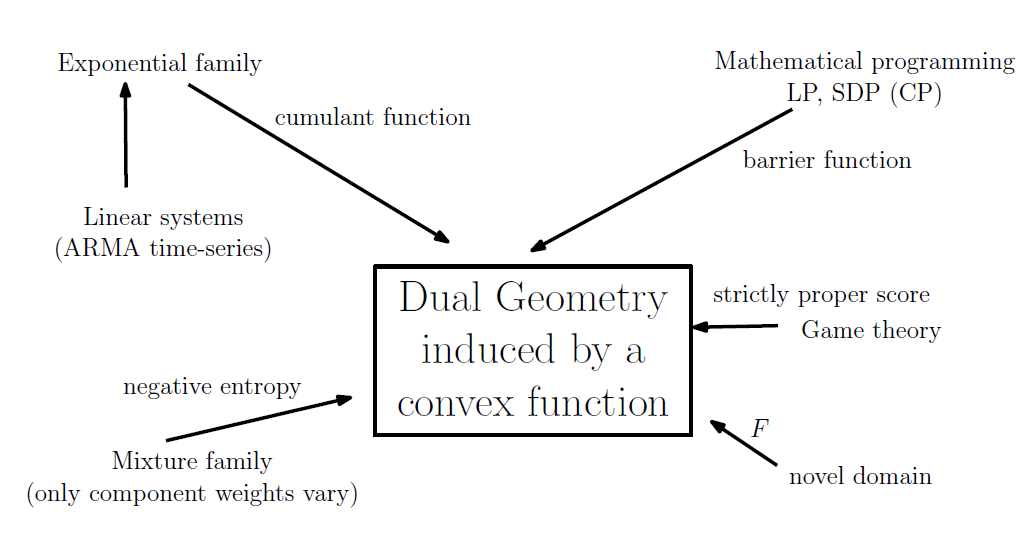 Exponential family
cumulant function
Linear systems
(ARMA time-series)
Mathematical programming
LP, SDP (CP)
barrier function
Dual Geometry
induced by a
convex function
strictly proper score
Game theory
negative entropy
Mixture family
(only component weights vary)
F
novel domain